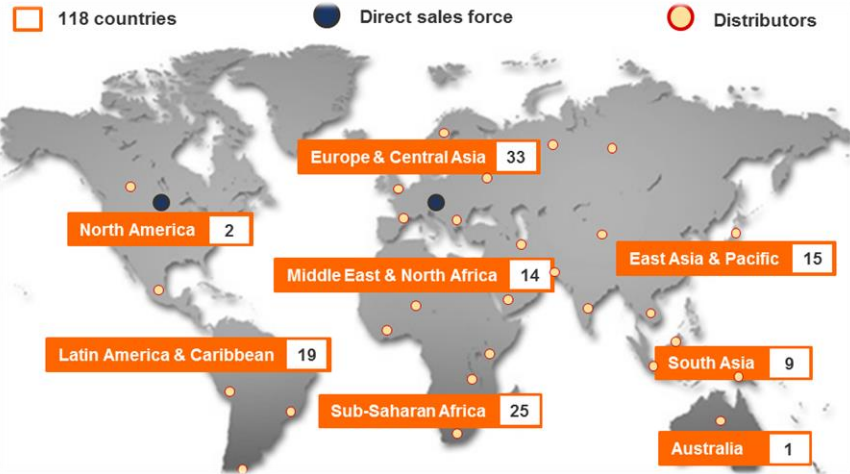 118 countries
Direct sales force
Distributors
Europe & Central Asia 33
North America 2
East Asia & Pacific 15
Middle East & North Africa 14
Latin America & Caribbean 19
South Asia 9
Sub-Saharan Africa 25
Australia 1